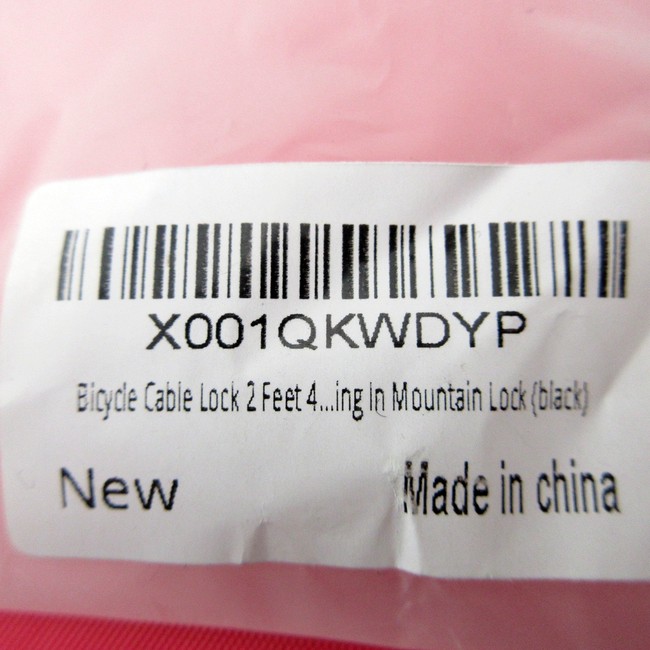 X001QKWDYP
Bicycle Cable Lock 2 Feet 4...ing In Mountain Lock (black)
New
Made in china